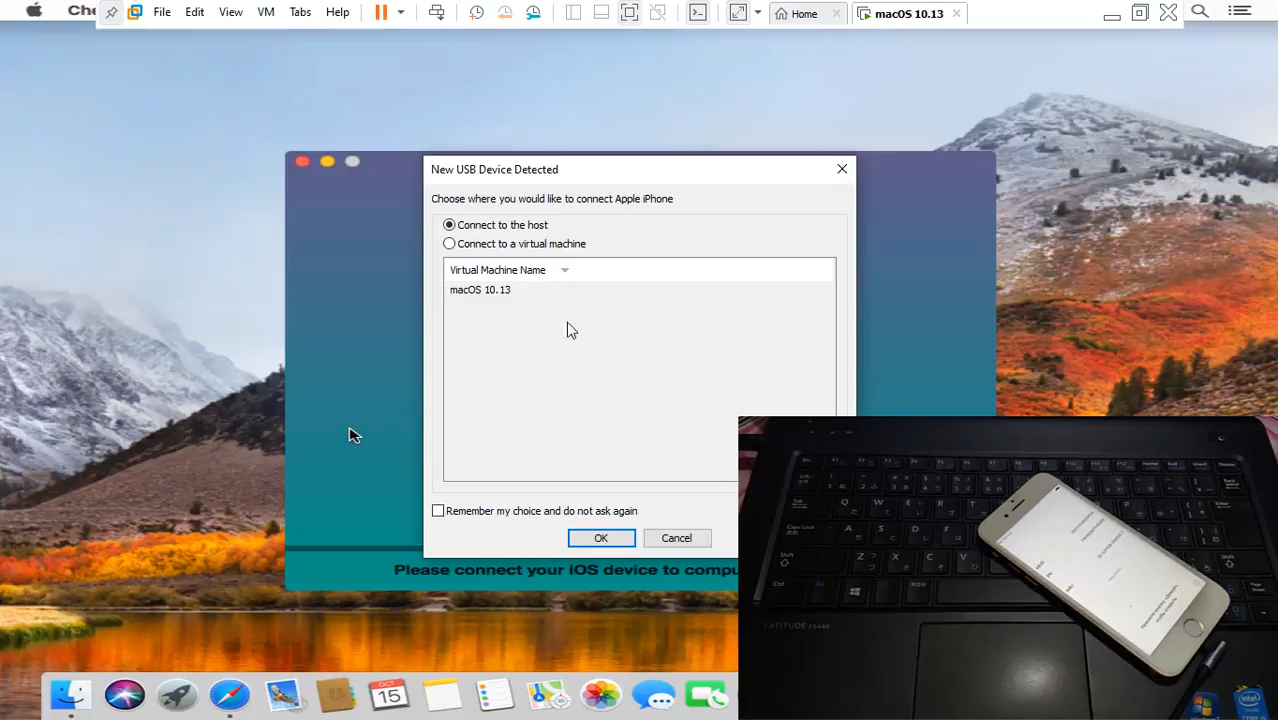 Che
File Edit View VM Tabs Help
Home
macOS 10.13
New USB Device Detected
Choose where you would like to connect Apple iPhone
Connect to the host
Connect to a virtual machine
Virtual Machine Name
macOS 10.13
Remember my choice and do not ask again
OK Cancel
Please connect your iOS device to compu
OCT
15
LATITUDE E5440